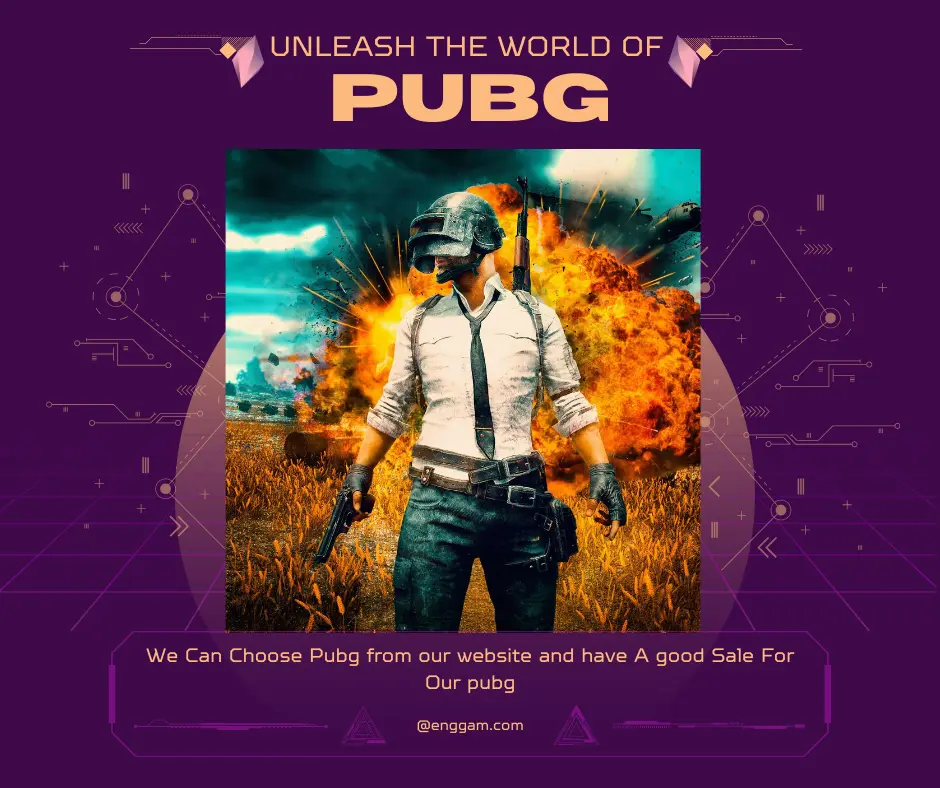 UNLEASH THE WORLD OF
PUBG
We Can Choose Pubg from our website and have A good Sale For
Our pubg
@enggam.com